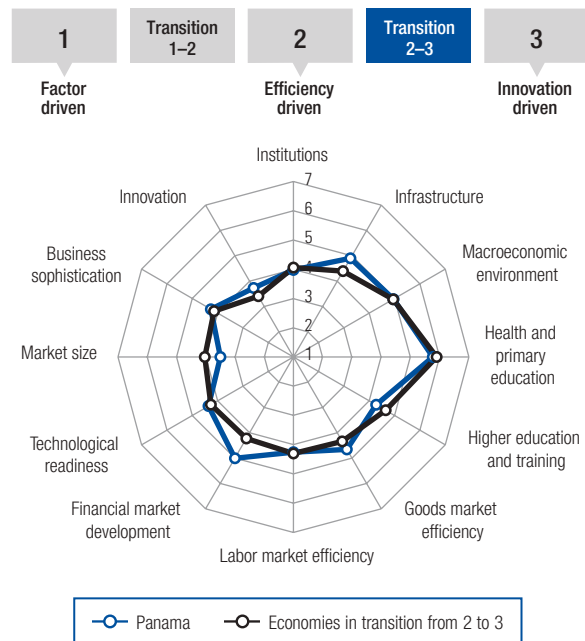 1
Transition
1–2
2
Transition
2–3
3
Factor
driven
Efficiency
driven
Innovation
driven
Institutions
Infrastructure
Macroeconomic
environment
Health and
primary
education
Higher education
and training
Goods market
efficiency
Labor market efficiency
Financial market
development
Technological
readiness
Market size
Business
sophistication
Innovation
7
6
5
4
3
2
1
Panama
Economies in transition from 2 to 3